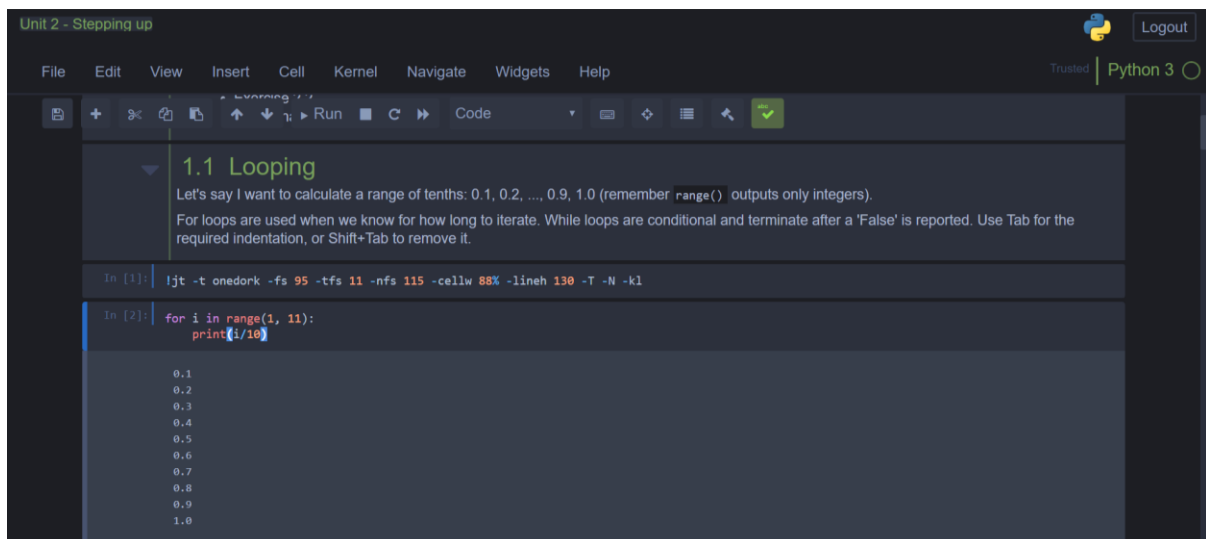 Unit 2 - Stepping up
Logout
File Edit View Insert Cell Kernel Navigate Widgets Help
Trusted Python 3
Run Code
1.1 Looping
Let's say I want to calculate a range of tenths: 0.1, 0.2, ..., 0.9, 1.0 (remember range() outputs only integers).
For loops are used when we know for how long to iterate. While loops are conditional and terminate after a 'False' is reported. Use Tab for the
required indentation, or Shift+Tab to remove it.
In [1]: !jt -t onedork -fs 95 -tfs 11 -nfs 115 -cellw 88% -lineh 130 -T -N -kl
In [2]: for i in range(1, 11):
print(i/10)
0.1
0.2
0.3
0.4
0.5
0.6
0.7
0.8
0.9
1.0